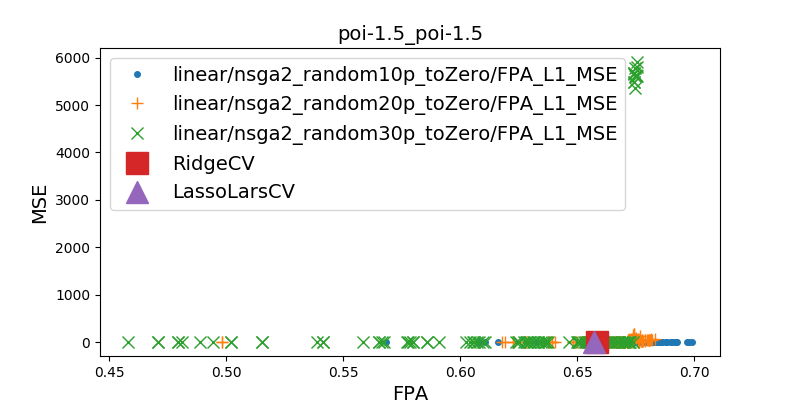 poi-1.5_poi-1.5
6000
5000
4000
3000
2000
1000
0
MSE
linear/nsga2_random10p_toZero/FPA_L1_MSE
linear/nsga2_random20p_toZero/FPA_L1_MSE
linear/nsga2_random30p_toZero/FPA_L1_MSE
RidgeCV
LassoLarsCV
0.45 0.50 0.55 0.60 0.65 0.70
FPA